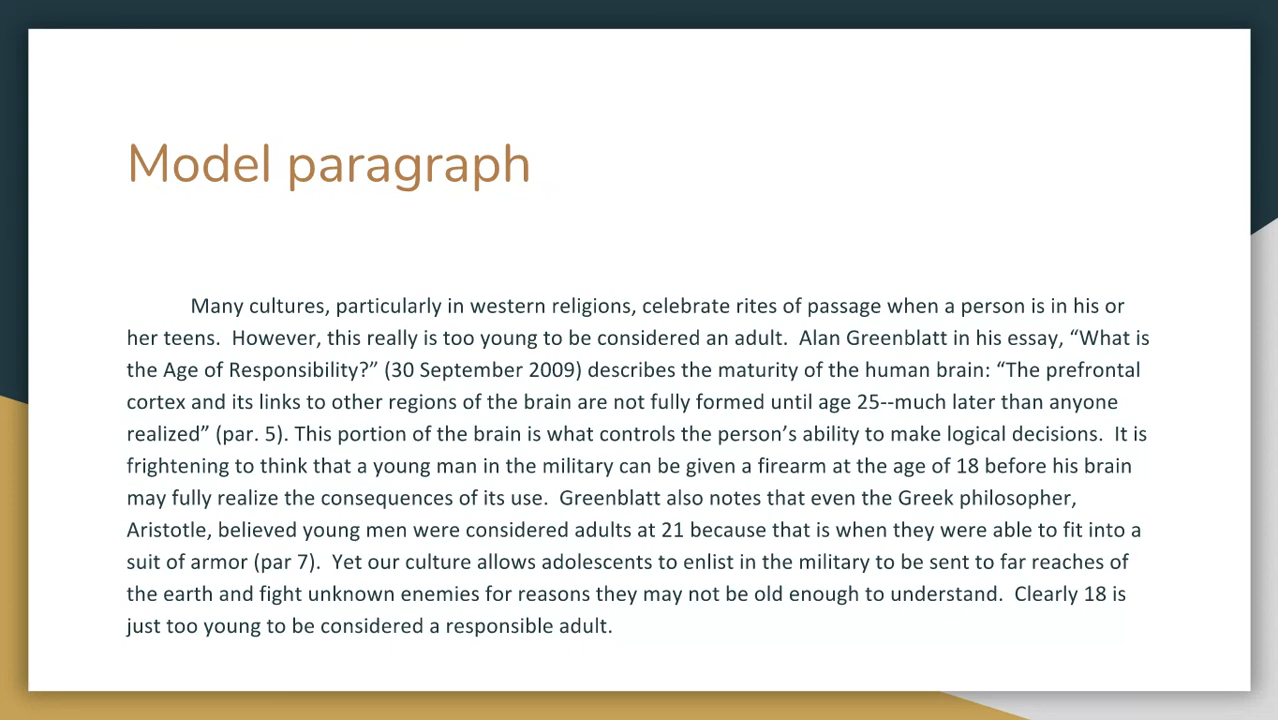 Model paragraph
Many cultures, particularly in western religions, celebrate rites of passage when a person is in his or
her teens.  However, this really is too young to be considered an adult.  Alan Greenblatt in his essay, “What is
the Age of Responsibility?” (30 September 2009) describes the maturity of the human brain: “The prefrontal
cortex and its links to other regions of the brain are not fully formed until age 25--much later than anyone
realized” (par. 5). This portion of the brain is what controls the person’s ability to make logical decisions.  It is
frightening to think that a young man in the military can be given a firearm at the age of 18 before his brain
may fully realize the consequences of its use.  Greenblatt also notes that even the Greek philosopher,
Aristotle, believed young men were considered adults at 21 because that is when they were able to fit into a
suit of armor (par 7).  Yet our culture allows adolescents to enlist in the military to be sent to far reaches of
the earth and fight unknown enemies for reasons they may not be old enough to understand.  Clearly 18 is
just too young to be considered a responsible adult.